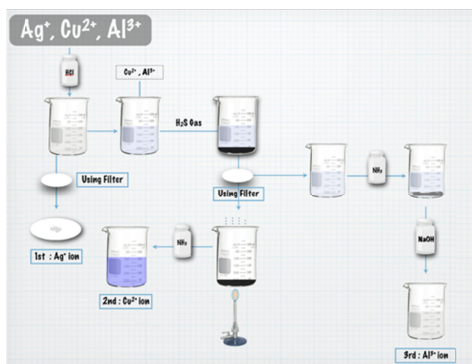 Ag⁺, Cu²⁺, Al³⁺
HCl
Cu²⁺, Al³⁺
H₂S Gas
Using Filter
Using Filter
NH₃
1st : Ag⁺ ion
NH₃
NaOH
2nd : Cu²⁺ ion
3rd : Al³⁺ ion